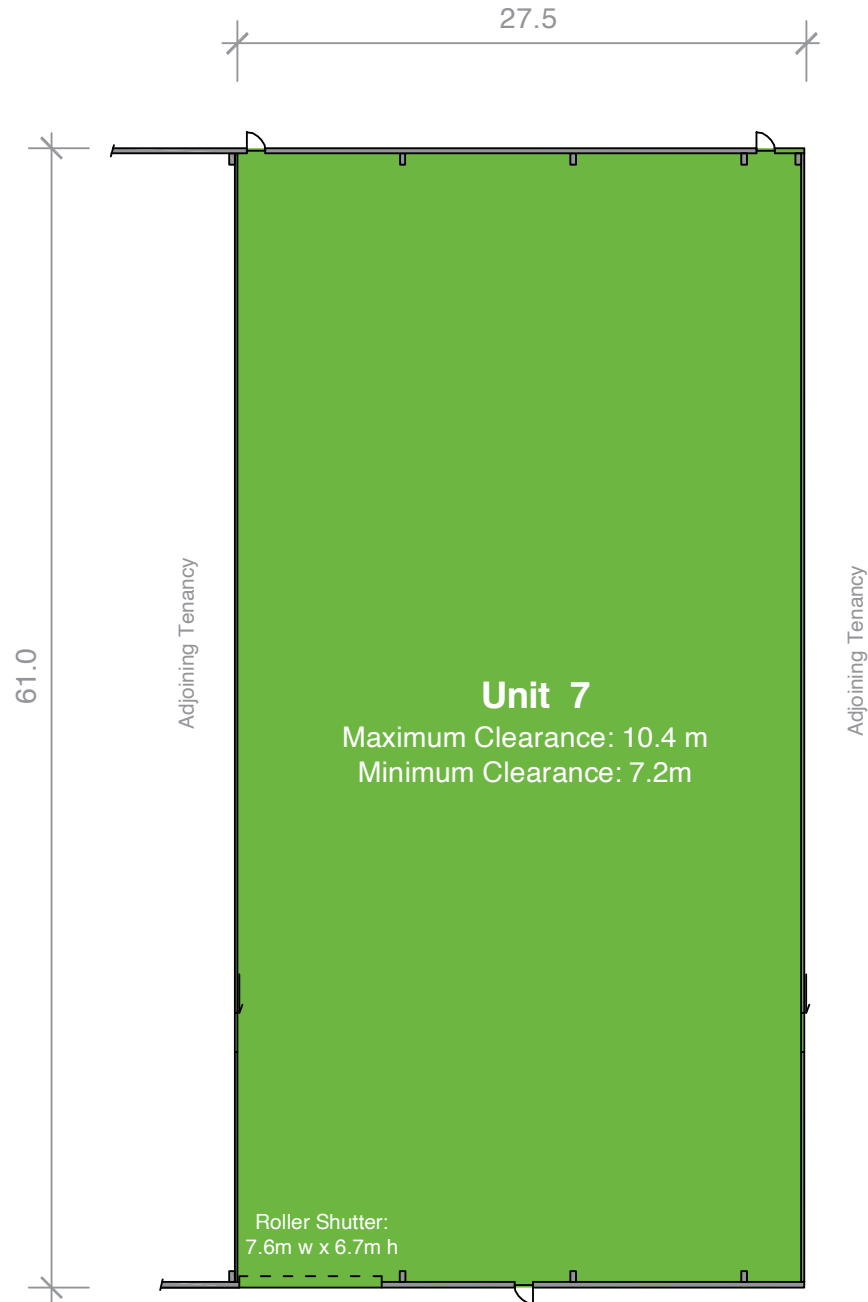 27.5
61.0
Adjoining Tenancy
Adjoining Tenancy
Unit 7
Maximum Clearance: 10.4 m
Minimum Clearance: 7.2m
Roller Shutter:
7.6m w x 6.7m h